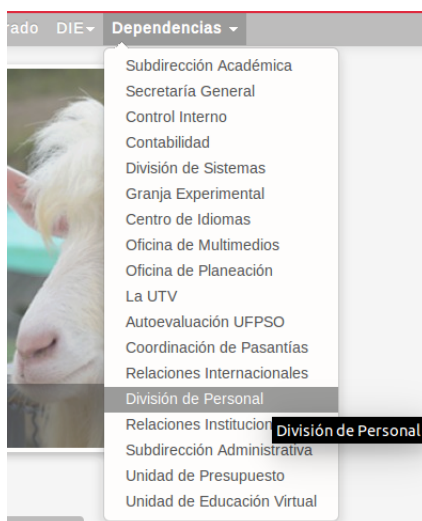 rado DIE Dependencias
Subdirección Académica
Secretaría General
Control Interno
Contabilidad
División de Sistemas
Granja Experimental
Centro de Idiomas
Oficina de Multimedios
Oficina de Planeación
La UTV
Autoevaluación UFPSO
Coordinación de Pasantías
Relaciones Internacionales
División de Personal
Relaciones Institucion
División de Personal
Subdirección Administrativa
Unidad de Presupuesto
Unidad de Educación Virtual